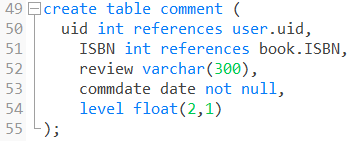 49 create table comment (
50 uid int references user.uid,
51 ISBN int references book.ISBN,
52 review varchar(300),
53 commdate date not null,
54 level float(2,1)
55 );